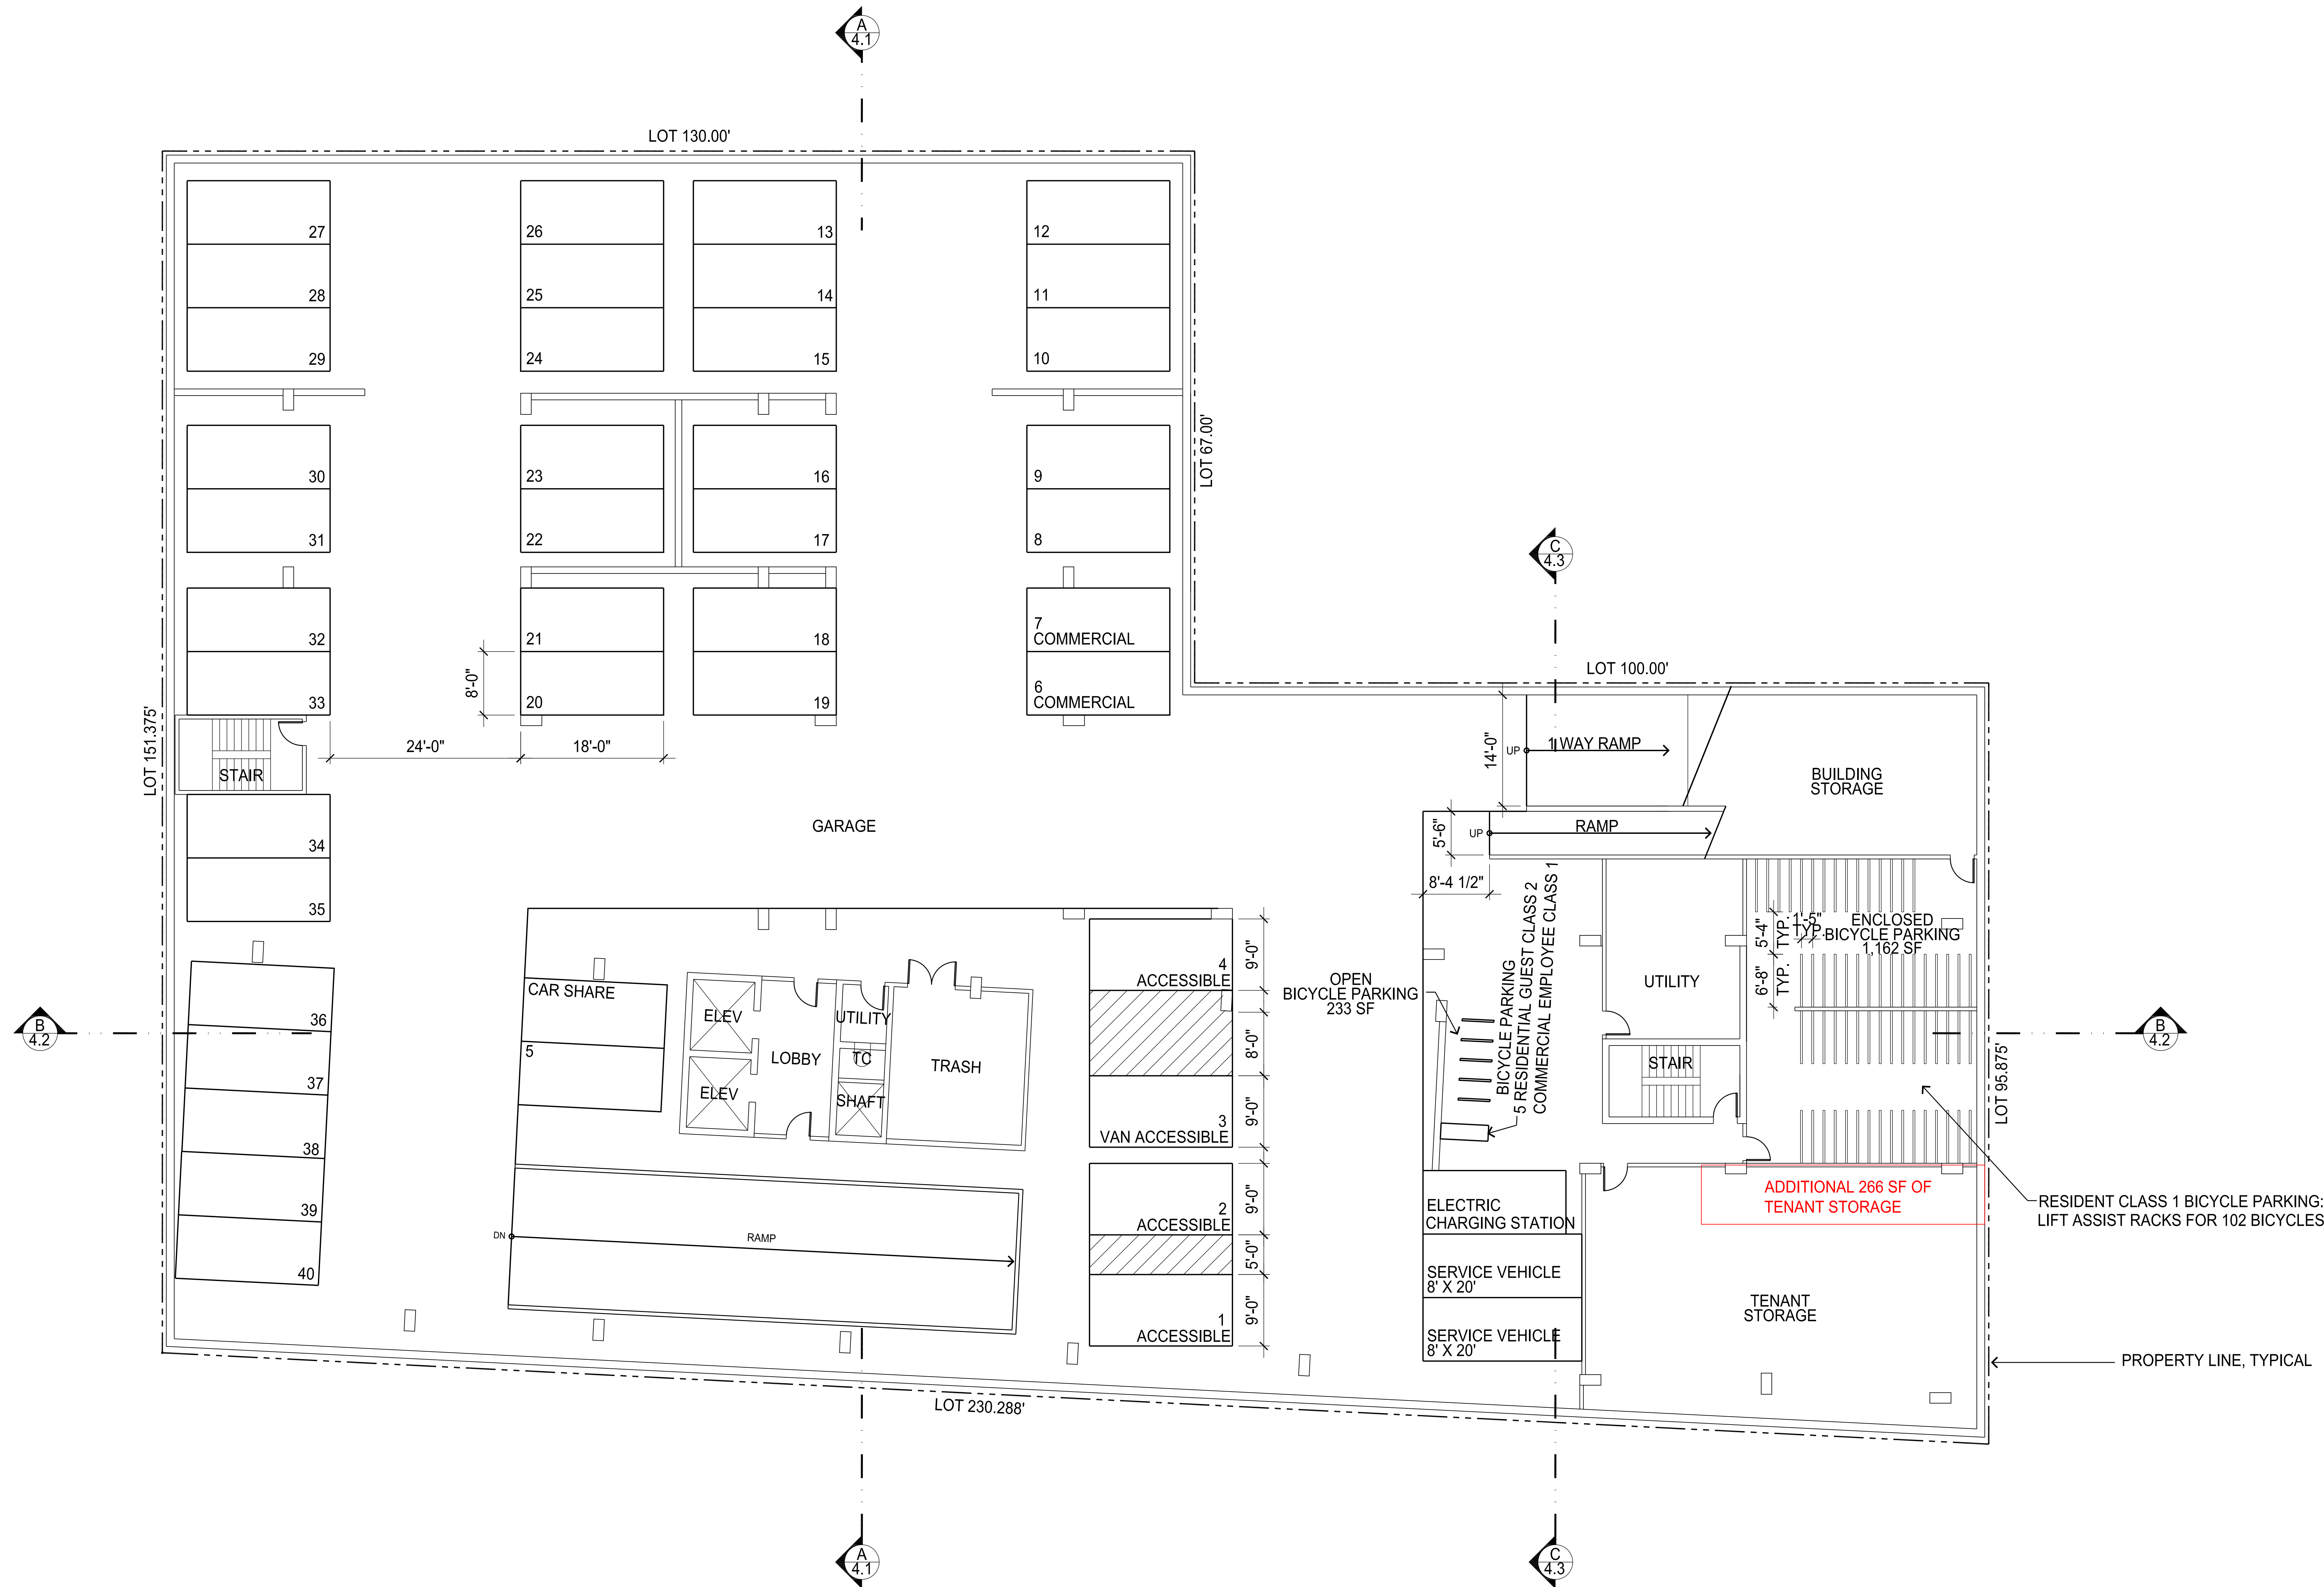 A
4.1
LOT 130.00'
27
26
13
12
28
25
14
11
29
24
15
10
LOT 67.00'
30
23
16
9
31
22
17
8
C
4.3
32
21
18
7
COMMERCIAL
8'-0"
33
20
19
6
COMMERCIAL
LOT 100.00'
LOT 151.375'
STAIR
24'-0"
18'-0"
14'-0"
UP
1 WAY RAMP
BUILDING
STORAGE
GARAGE
5'-6"
UP
RAMP
34
35
8'-4 1/2"
BICYCLE PARKING
5 RESIDENTIAL GUEST CLASS 2
COMMERCIAL EMPLOYEE CLASS 1
5'-4"
TYP.
1'-5"
TYP.
ENCLOSED
BICYCLE PARKING
1,162 SF
6'-8"
TYP.
UTILITY
9'-0"
4
ACCESSIBLE
OPEN
BICYCLE PARKING
233 SF
CAR SHARE
5
ELEV
ELEV
LOBBY
UTILITY
TC
SHAFT
TRASH
8'-0"
9'-0"
3
VAN ACCESSIBLE
B
4.2
36
37
38
39
40
STAIR
B
4.2
LOT 95.875'
DN
RAMP
9'-0"
2
ACCESSIBLE
5'-0"
9'-0"
1
ACCESSIBLE
ELECTRIC
CHARGING STATION
SERVICE VEHICLE
8' X 20'
SERVICE VEHICLE
8' X 20'
ADDITIONAL 266 SF OF
TENANT STORAGE
RESIDENT CLASS 1 BICYCLE PARKING:
LIFT ASSIST RACKS FOR 102 BICYCLES
TENANT
STORAGE
PROPERTY LINE, TYPICAL
LOT 230.288'
A
4.1
C
4.3